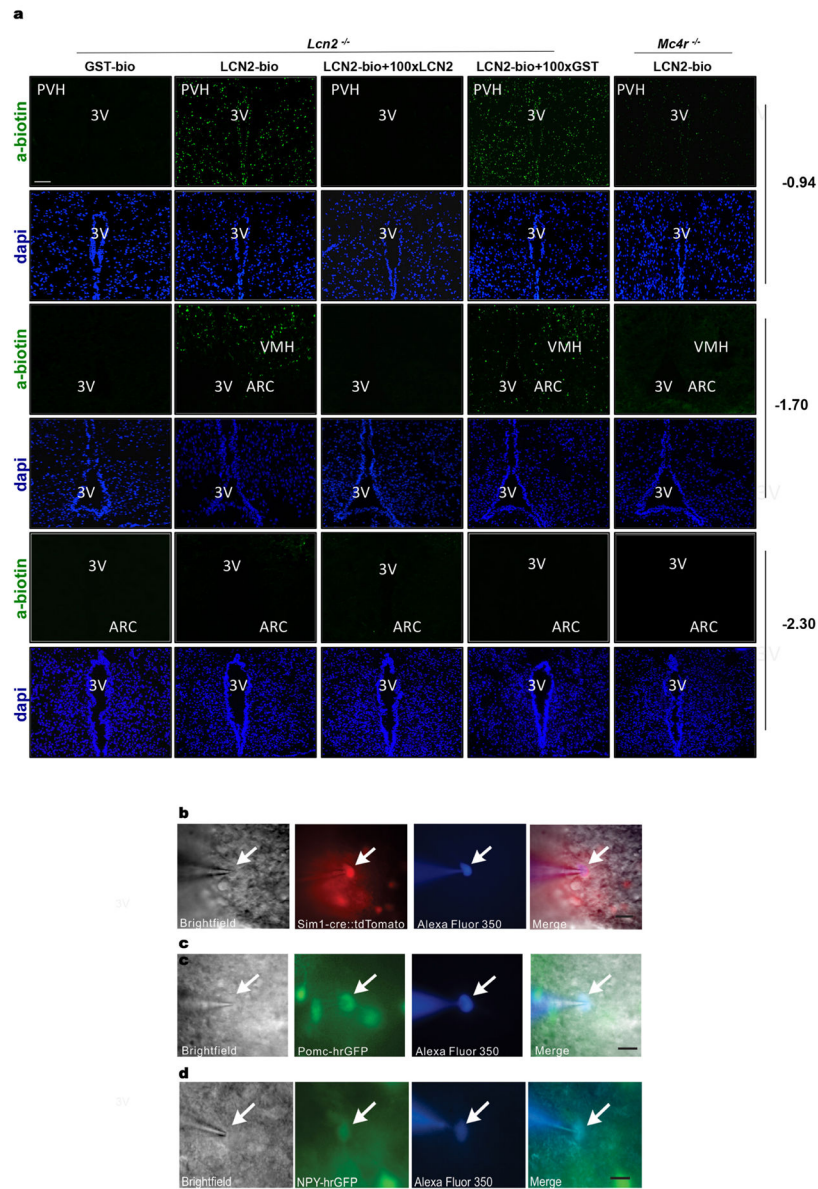 a
Lcn2 -/- Mc4r -/-
GST-bio LCN2-bio LCN2-bio+100xLCN2 LCN2-bio+100xGST LCN2-bio
a-biotin PVH 3V PVH 3V PVH 3V PVH 3V PVH 3V
-0.94
dapi 3V 3V 3V 3V 3V
a-biotin 3V VMH 3V ARC 3V VMH 3V ARC VMH 3V ARC
-1.70
dapi 3V 3V 3V 3V 3V
a-biotin 3V ARC 3V ARC 3V ARC 3V ARC 3V ARC
-2.30
dapi 3V 3V 3V 3V 3V
b
Brightfield Sim1-cre::tdTomato Alexa Fluor 350 Merge
c
c
Brightfield Pomc-hrGFP Alexa Fluor 350 Merge
d
Brightfield NPY-hrGFP Alexa Fluor 350 Merge
3V
3V
3V
3V